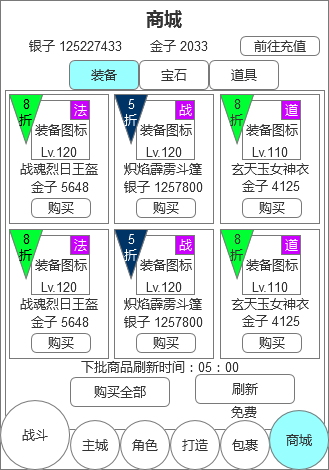 商城
银子 125227433 金子 2033 前往充值
装备 宝石 道具
8折 法 5折 战 8折 道
装备图标 装备图标 装备图标
Lv.120 Lv.120 Lv.110
战魂烈日王盔 炽焰霹雳斗篷 玄天玉女神衣
金子 5648 银子 1257800 金子 4125
购买 购买 购买
8折 法 5折 战 8折 道
装备图标 装备图标 装备图标
Lv.120 Lv.120 Lv.110
战魂烈日王盔 炽焰霹雳斗篷 玄天玉女神衣
金子 5648 银子 1257800 金子 4125
购买 购买 购买
下批商品刷新时间：05：00
购买全部 刷新
免费
战斗 主城 角色 打造 包裹 商城